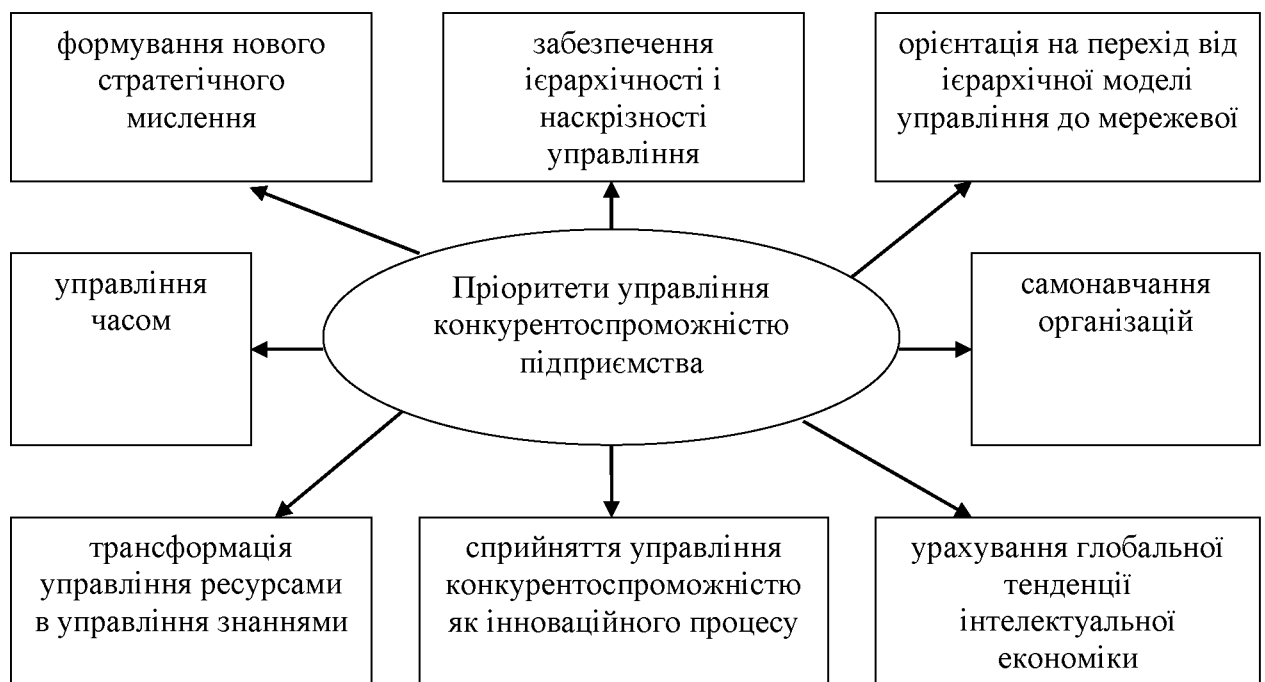 формування нового
стратегічного
мислення
забезпечення
ієрархічності і
наскрізності
управління
орієнтація на перехід від
ієрархічної моделі
управління до мережевої
управління
часом
Пріоритети управління
конкурентоспроможністю
підприємства
самонавчання
організацій
трансформація
управління ресурсами
в управління знаннями
сприйняття управління
конкурентоспроможністю
як інноваційного процесу
урахування глобальної
тенденції
інтелектуальної
економіки